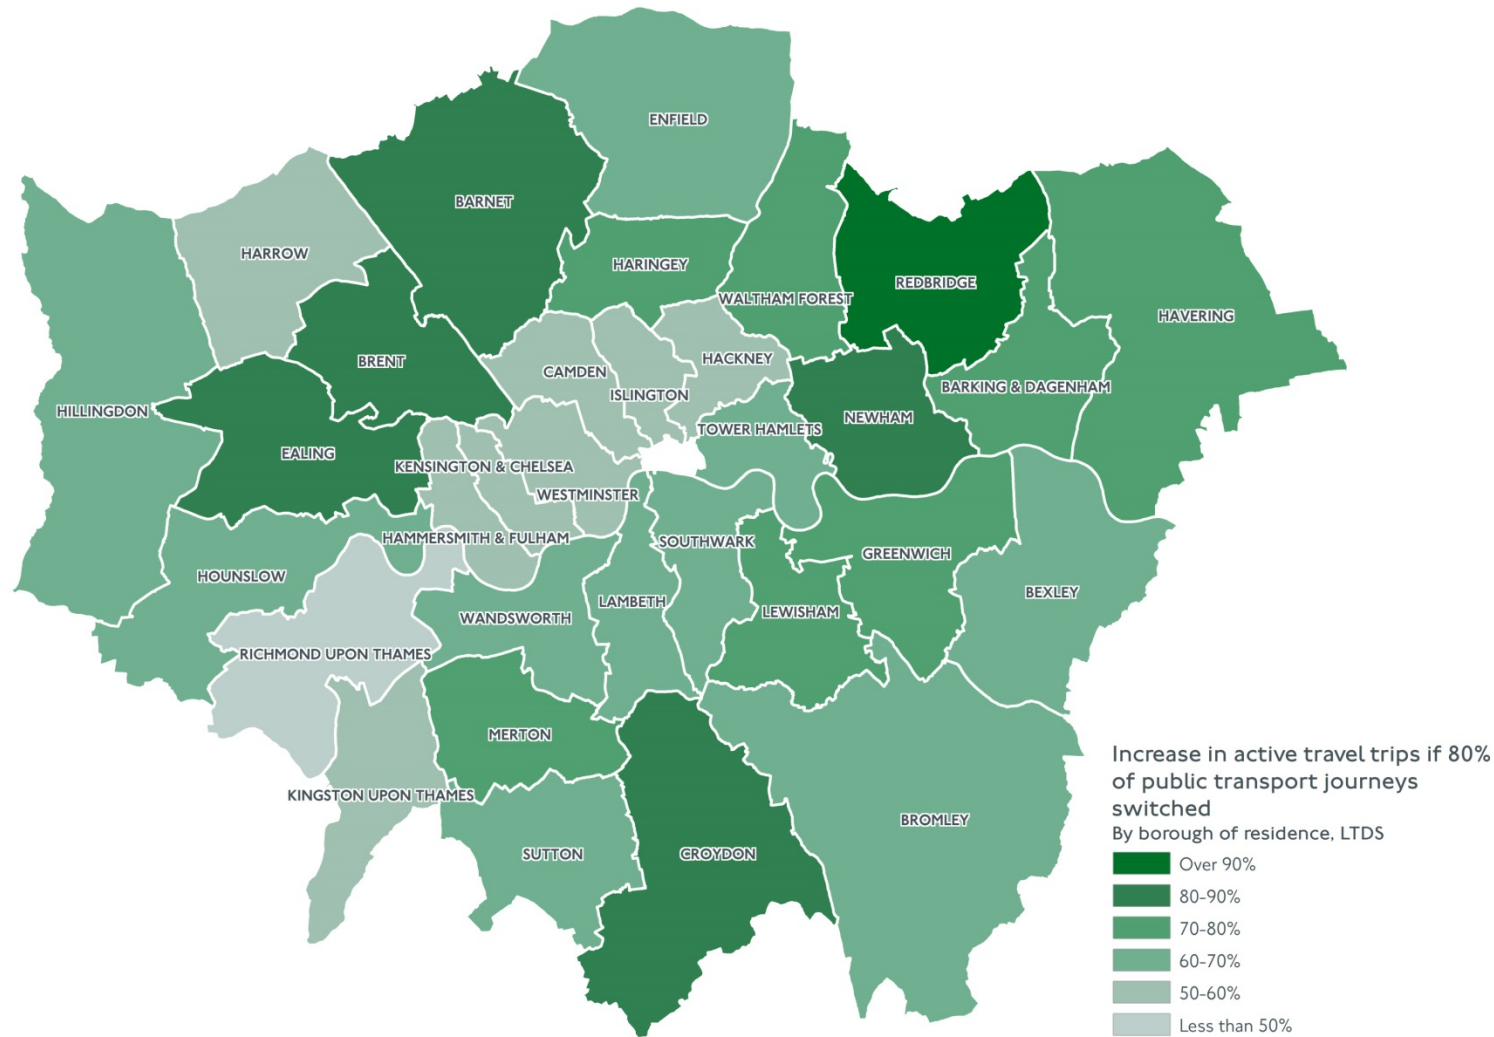 ENFIELD
BARNET
HARROW
HARINGEY
REDBRIDGE
WALTHAM FOREST
HAVERING
HACKNEY
BRENT
CAMDEN
BARKING & DAGENHAM
ISLINGTON
HILLINGDON
NEWHAM
TOWER HAMLETS
EALING
KENSINGTON & CHELSEA
WESTMINSTER
HAMMERSMITH & FULHAM
SOUTHWARK
GREENWICH
HOUNSLOW
BEXLEY
LAMBETH
LEWISHAM
WANDSWORTH
RICHMOND UPON THAMES
MERTON
KINGSTON UPON THAMES
BROMLEY
SUTTON
CROYDON
Increase in active travel trips if 80%
of public transport journeys
switched
By borough of residence, LTDS
Over 90%
80-90%
70-80%
60-70%
50-60%
Less than 50%